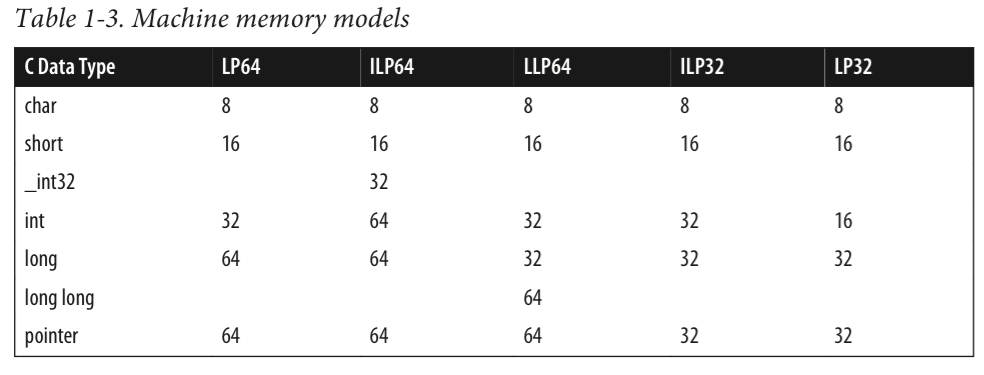 Table 1-3. Machine memory models
C Data Type LP64 ILP64 LLP64 ILP32 LP32
char 8 8 8 8 8
short 16 16 16 16 16
_int32 32
int 32 64 32 32 16
long 64 64 32 32 32
long long 64
pointer 64 64 64 32 32